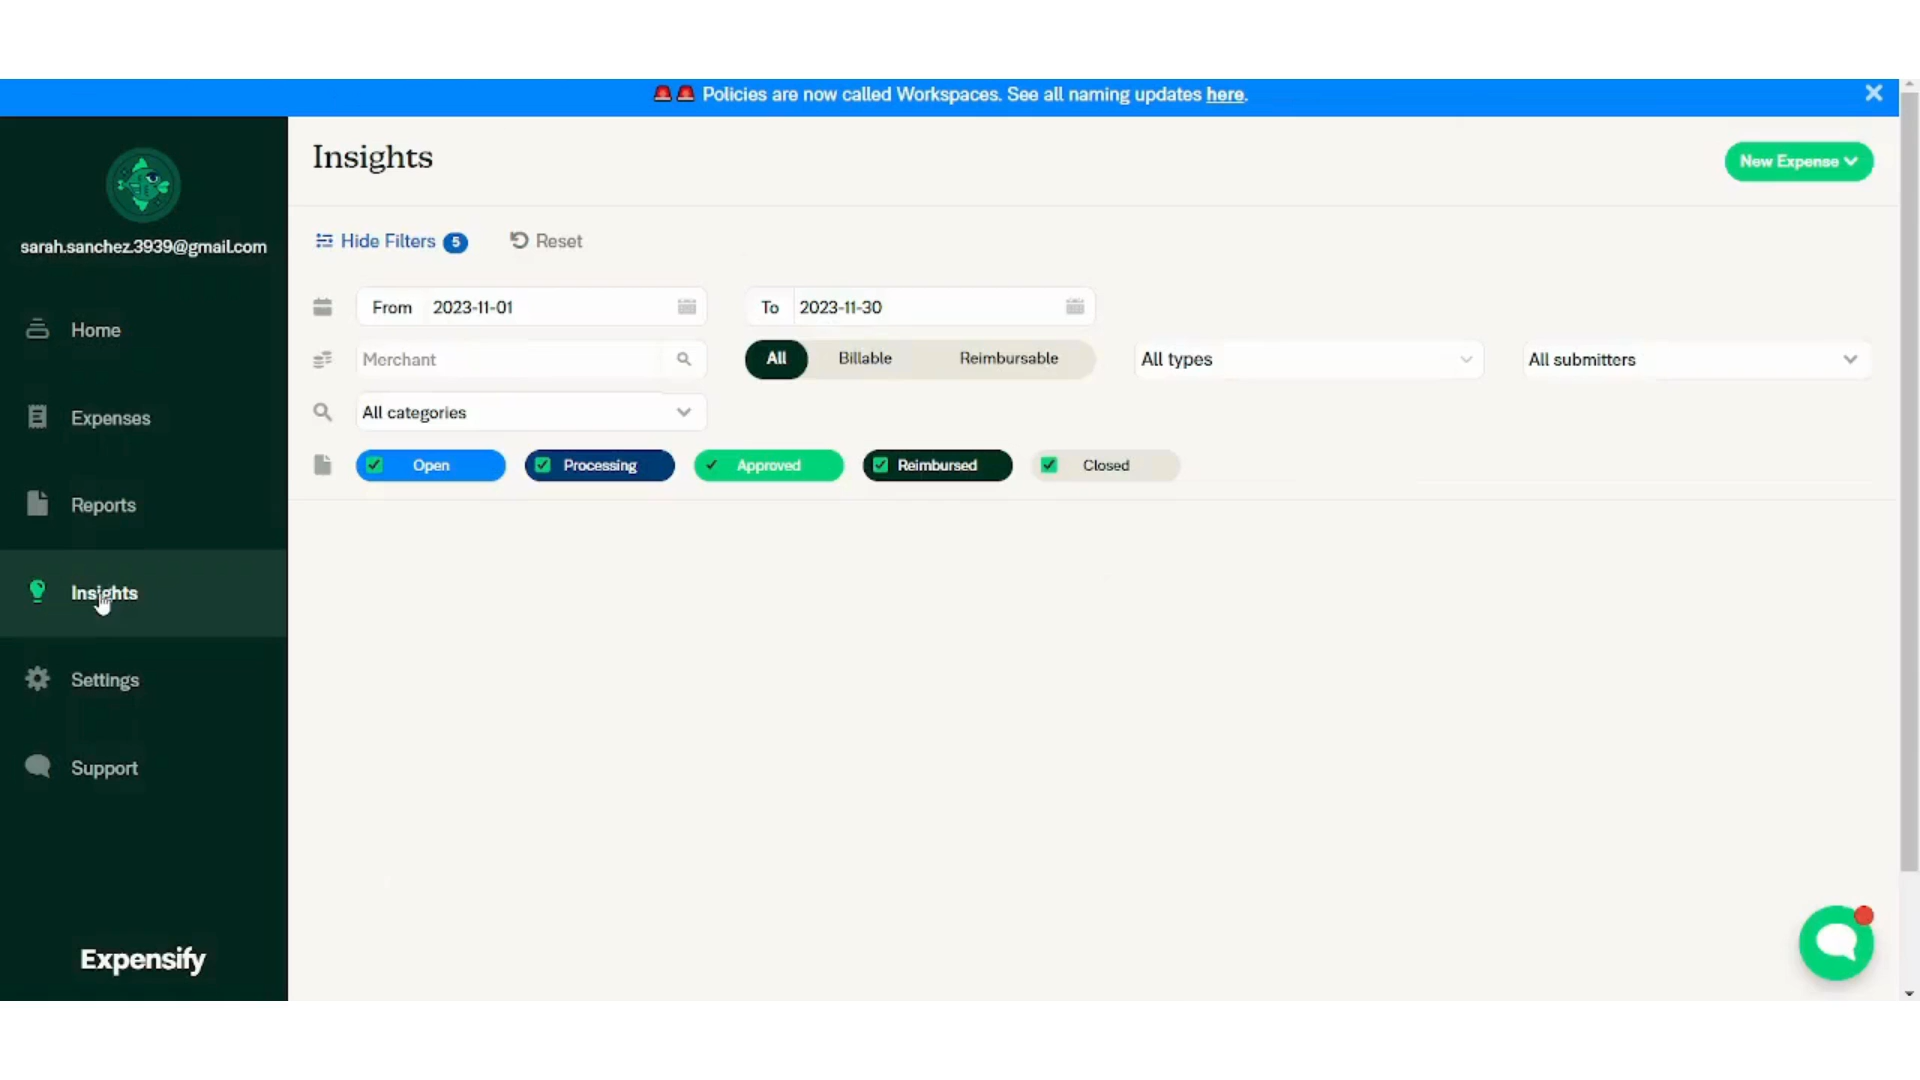 Policies are now called Workspaces. See all naming updates here.
sarah.sanchez.3939@gmail.com
Home
Expenses
Reports
Insights
Settings
Support
Expensify
Insights
New Expense
Hide Filters 5 Reset
From 2023-11-01 To 2023-11-30
Merchant All Billable Reimbursable All types All submitters
All categories
Open Processing Approved Reimbursed Closed